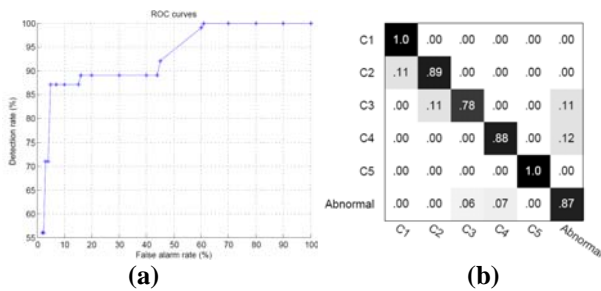 ROC curves
100
95
90
85
80
75
70
65
60
55
Detection rate (%)
0 10 20 30 40 50 60 70 80 90 100
False alarm rate (%)
(a)
C1 1.0 .00 .00 .00 .00 .00
C2 .11 .89 .00 .00 .00 .00
C3 .00 .11 .78 .00 .00 .11
C4 .00 .00 .00 .88 .00 .12
C5 .00 .00 .00 .00 1.0 .00
Abnormal .00 .00 .06 .07 .00 .87
C1 C2 C3 C4 C5 Abnormal
(b)